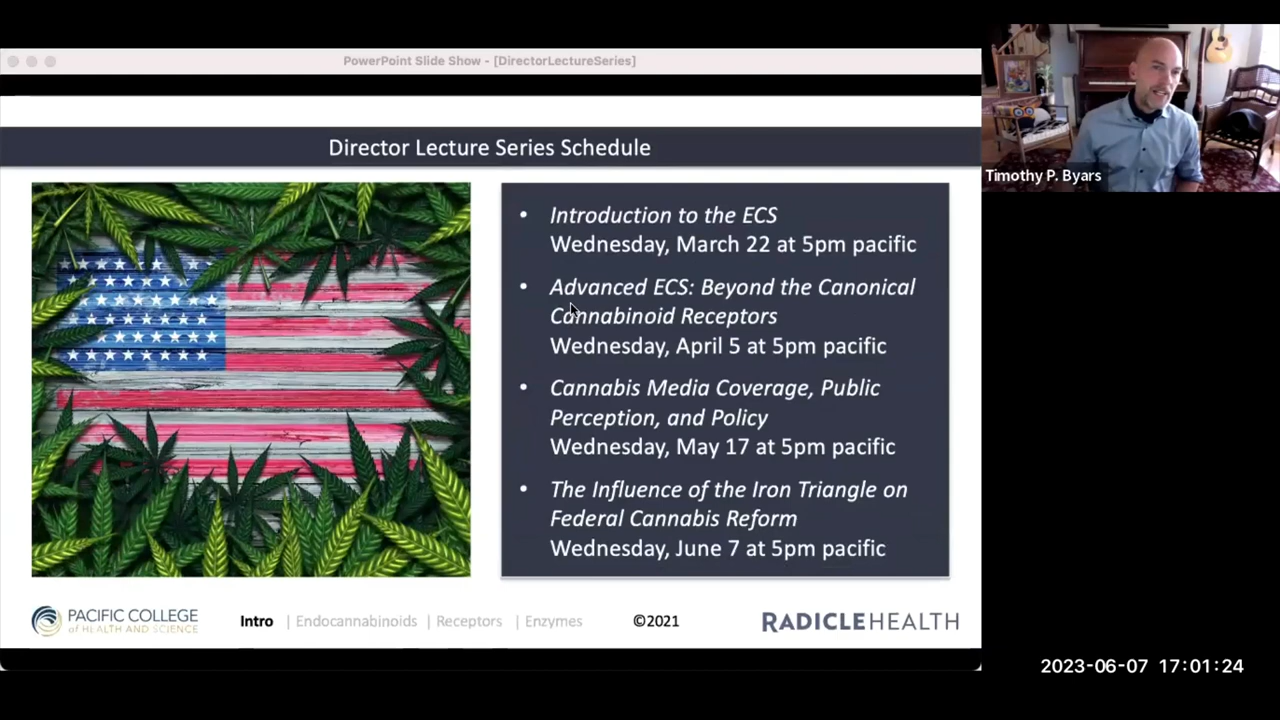 PowerPoint Slide Show - [DirectorLectureSeries]
Director Lecture Series Schedule
• Introduction to the ECS
Wednesday, March 22 at 5pm pacific
• Advanced ECS: Beyond the Canonical
Cannabinoid Receptors
Wednesday, April 5 at 5pm pacific
• Cannabis Media Coverage, Public
Perception, and Policy
Wednesday, May 17 at 5pm pacific
• The Influence of the Iron Triangle on
Federal Cannabis Reform
Wednesday, June 7 at 5pm pacific
PACIFIC COLLEGE
of HEALTH AND SCIENCE
Intro | Endocannabinoids | Receptors | Enzymes ©2021
RADICLEHEALTH
Timothy P. Byars
2023-06-07 17:01:24